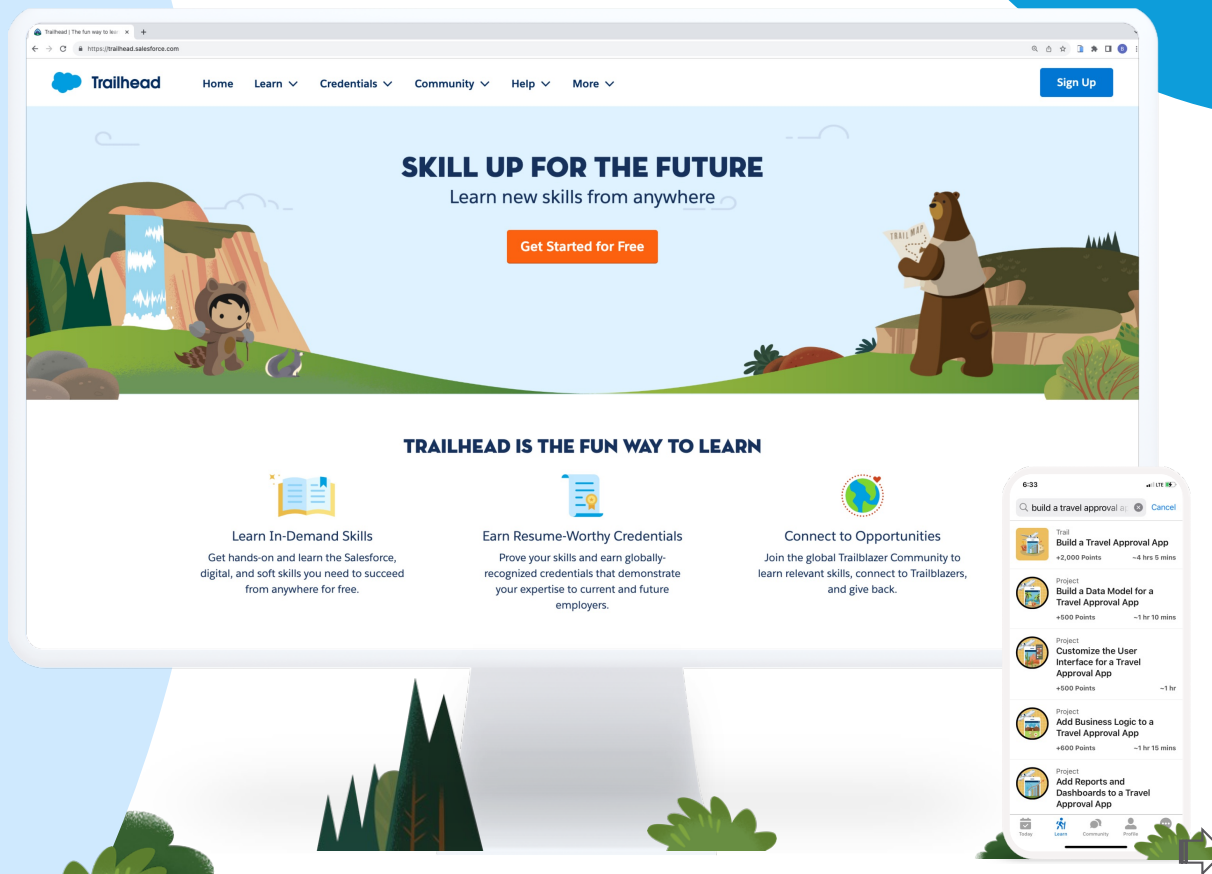 Trailhead | The fun way to lea
https://trailhead.salesforce.com
Trailhead
Home
Learn
Credentials
Community
Help
More
Sign Up
SKILL UP FOR THE FUTURE
Learn new skills from anywhere
Get Started for Free
TRAIL MAP
TRAILHEAD IS THE FUN WAY TO LEARN
Learn In-Demand Skills
Get hands-on and learn the Salesforce,
digital, and soft skills you need to succeed
from anywhere for free.
Earn Resume-Worthy Credentials
Prove your skills and earn globally-
recognized credentials that demonstrate
your expertise to current and future
employers.
Connect to Opportunities
Join the global Trailblazer Community to
learn relevant skills, connect to Trailblazers,
and give back.
6:33
LTE
build a travel approval ap
Cancel
Trail
Build a Travel Approval App
+2,000 Points ~4 hrs 5 mins
Project
Build a Data Model for a
Travel Approval App
+500 Points ~1 hr 10 mins
Project
Customize the User
Interface for a Travel
Approval App
+500 Points ~1 hr
Project
Add Business Logic to a
Travel Approval App
+600 Points ~1 hr 15 mins
Project
Add Reports and
Dashboards to a Travel
Approval App
Today
Learn
Community
Profile